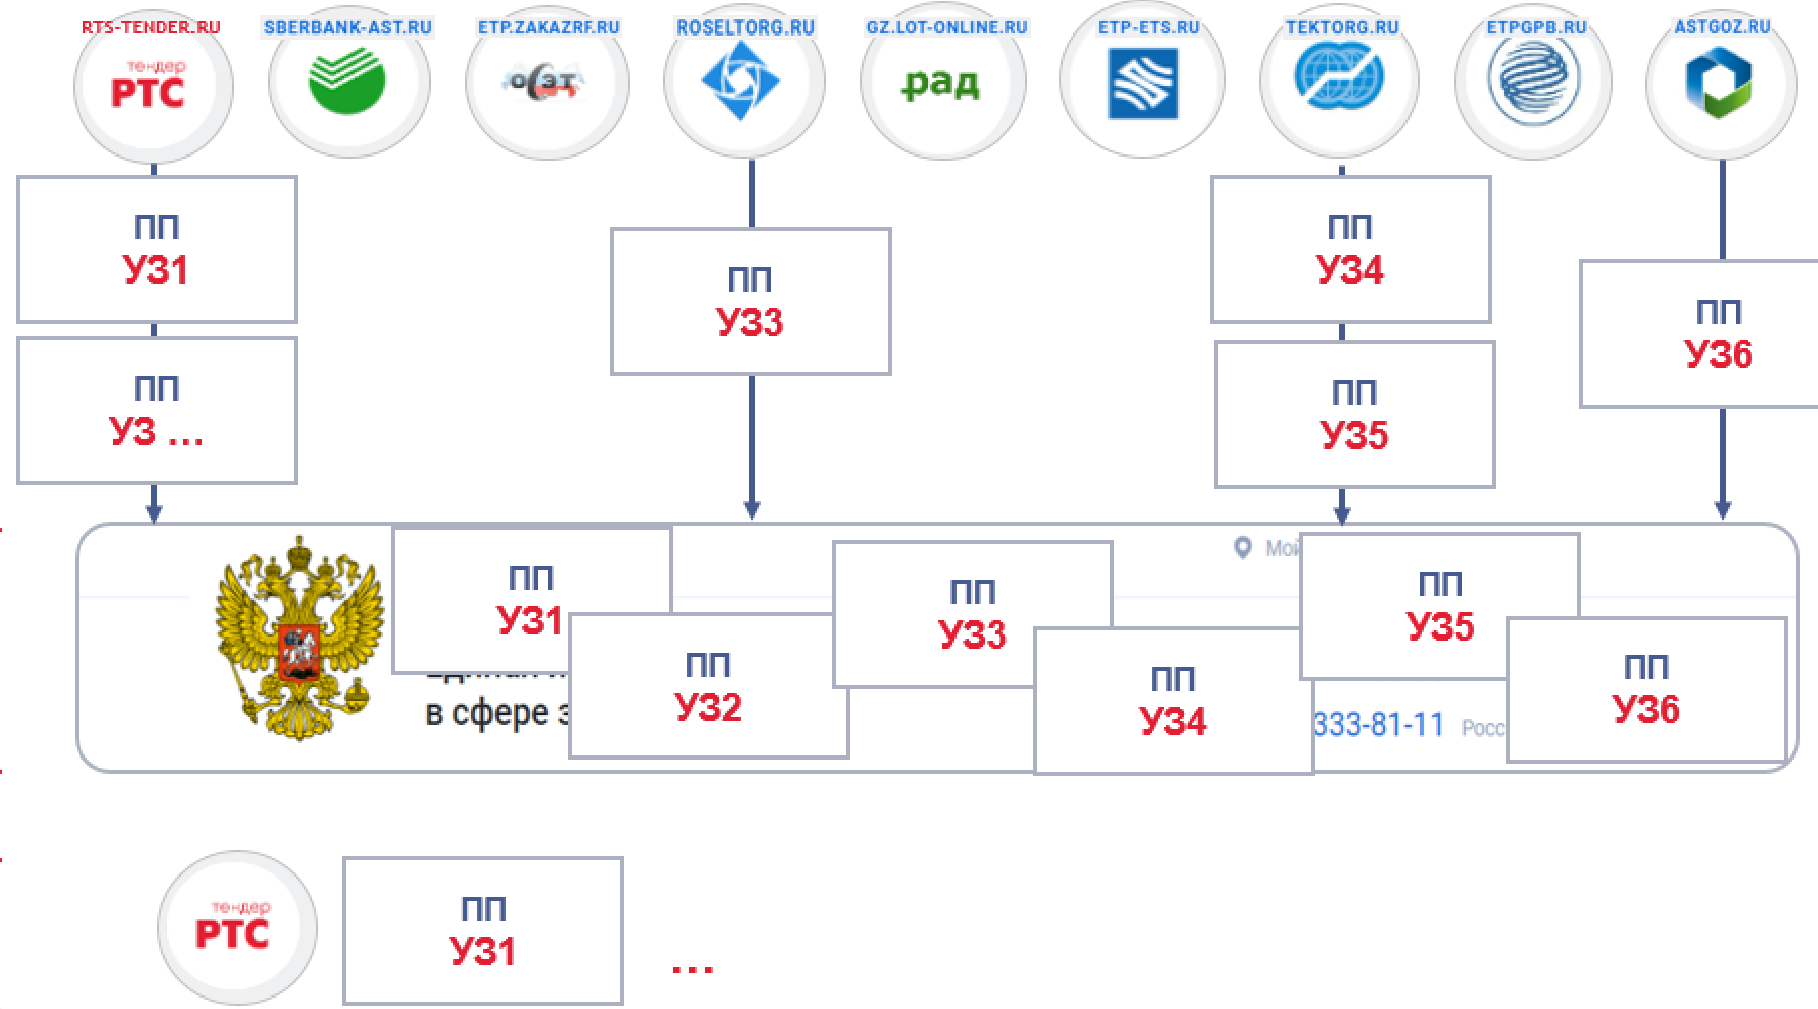 RTS-TENDER.RU
SBERBANK-AST.RU
ETP.ZAKAZRF.RU
ROSELTORG.RU
GZ.LOT-ONLINE.RU
ETP-ETS.RU
TEKTORG.RU
ETPGPB.RU
ASTGOZ.RU
тендер
РТС
ОСЭТ
рад
ПП
УЗ1
ПП
УЗ ...
ПП
УЗ3
ПП
УЗ4
ПП
УЗ5
ПП
УЗ6
Мой
ПП
УЗ1
ПП
УЗ2
ПП
УЗ3
ПП
УЗ4
ПП
УЗ5
ПП
УЗ6
в сфере з
333-81-11
Росс
тендер
РТС
ПП
УЗ1
...